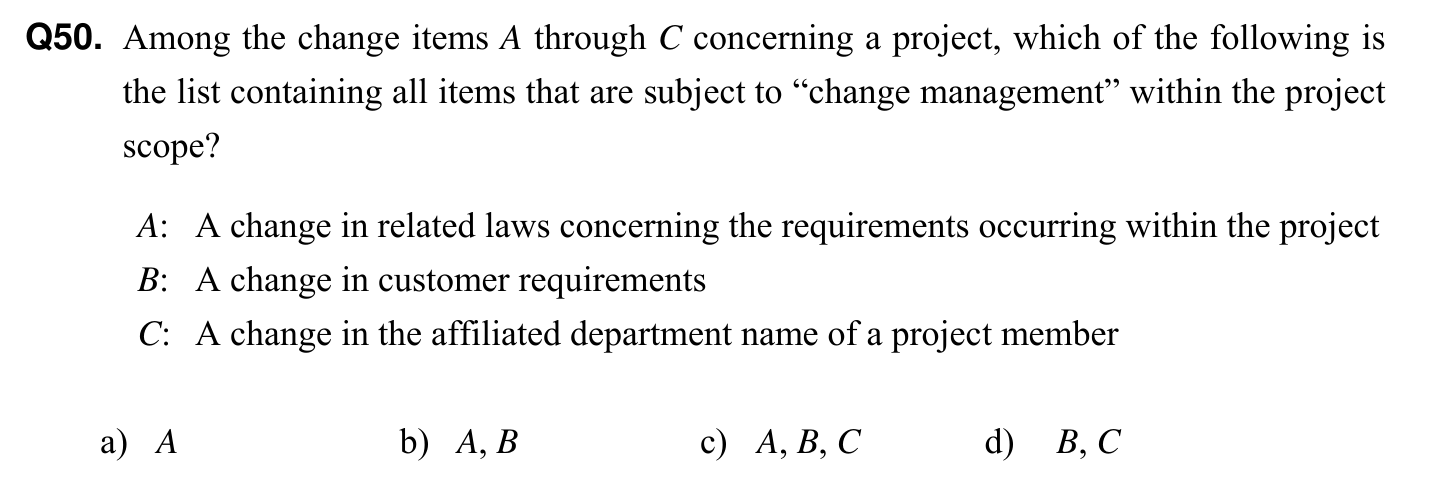 Q50. Among the change items A through C concerning a project, which of the following is
the list containing all items that are subject to “change management” within the project
scope?
A: A change in related laws concerning the requirements occurring within the project
B: A change in customer requirements
C: A change in the affiliated department name of a project member
a) A b) A, B c) A, B, C d) B, C